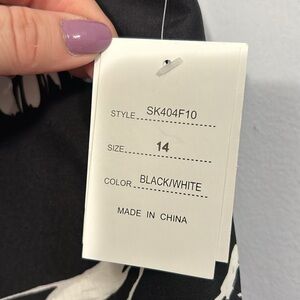 STYLE SK404F10
SIZE 14
COLOR BLACK/WHITE
MADE IN CHINA